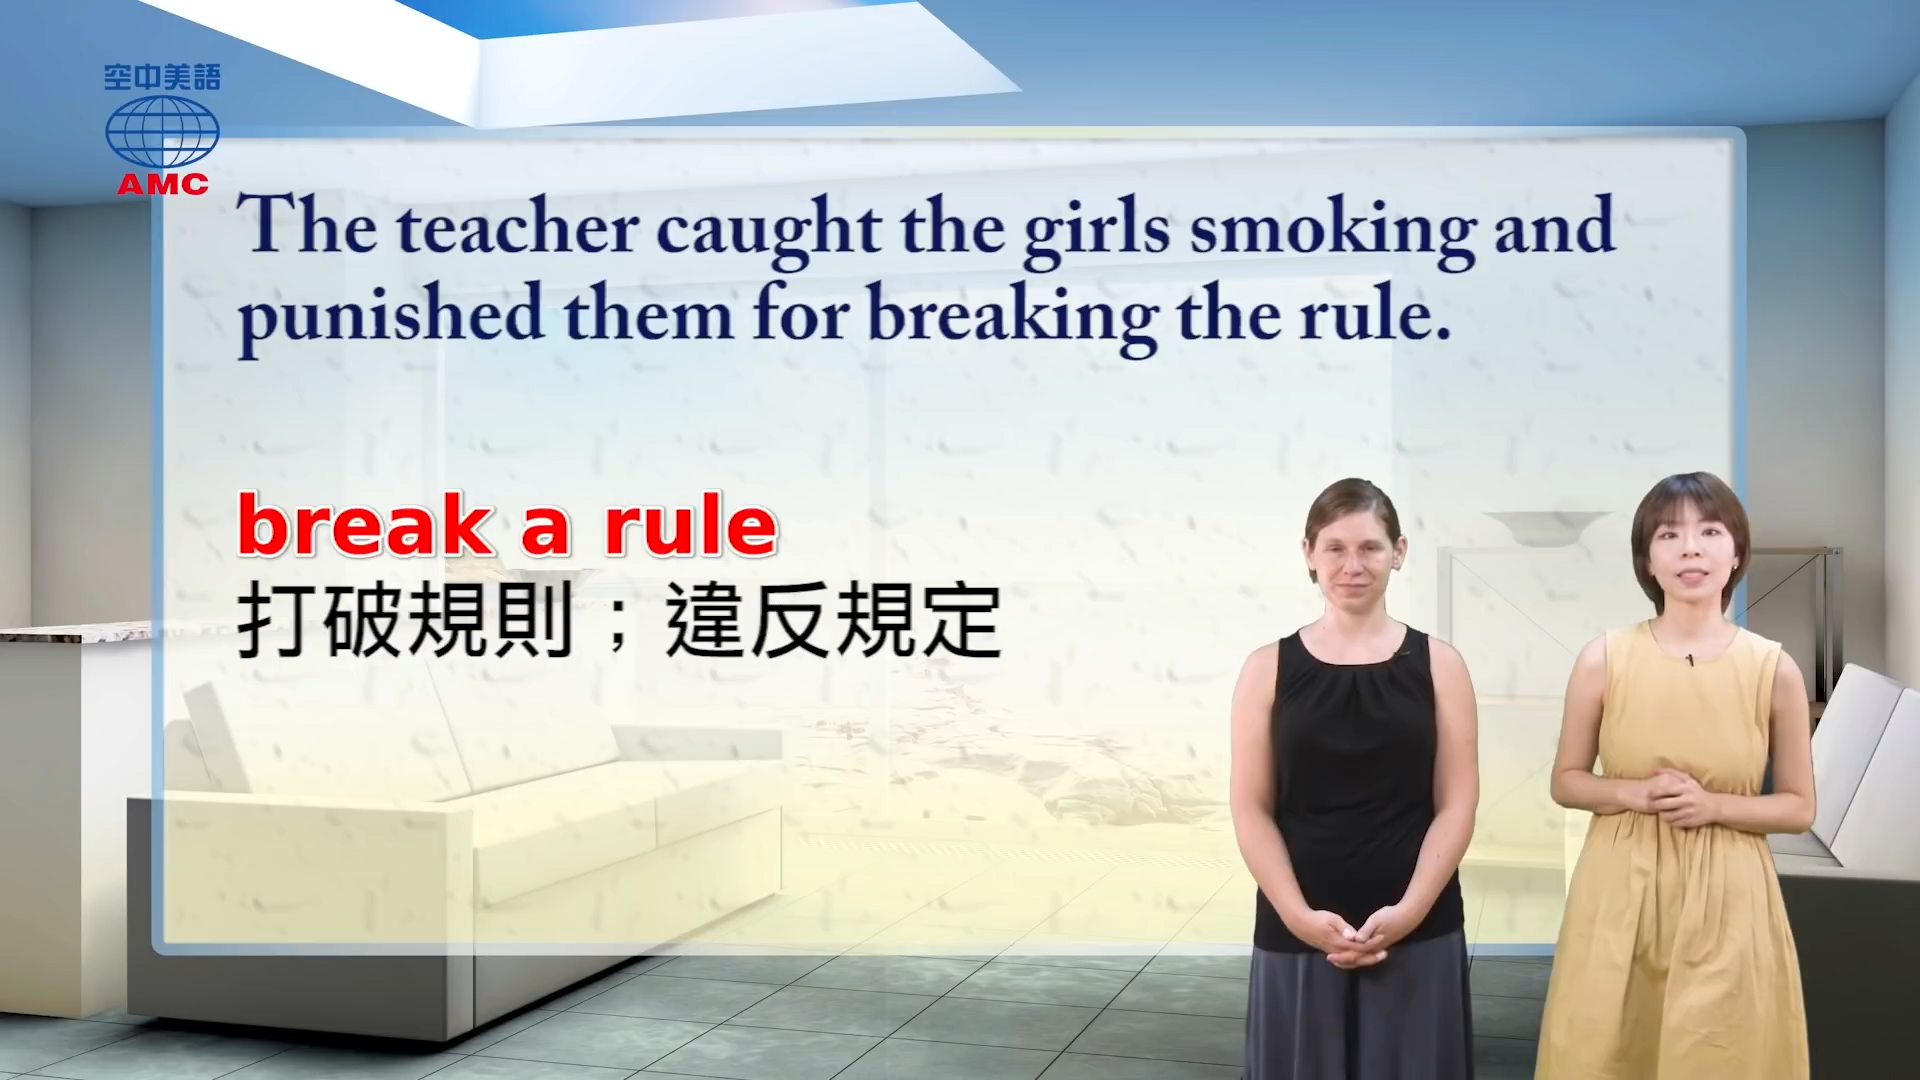 空中美語
AMC
The teacher caught the girls smoking and
punished them for breaking the rule.
break a rule
打破規則；違反規定